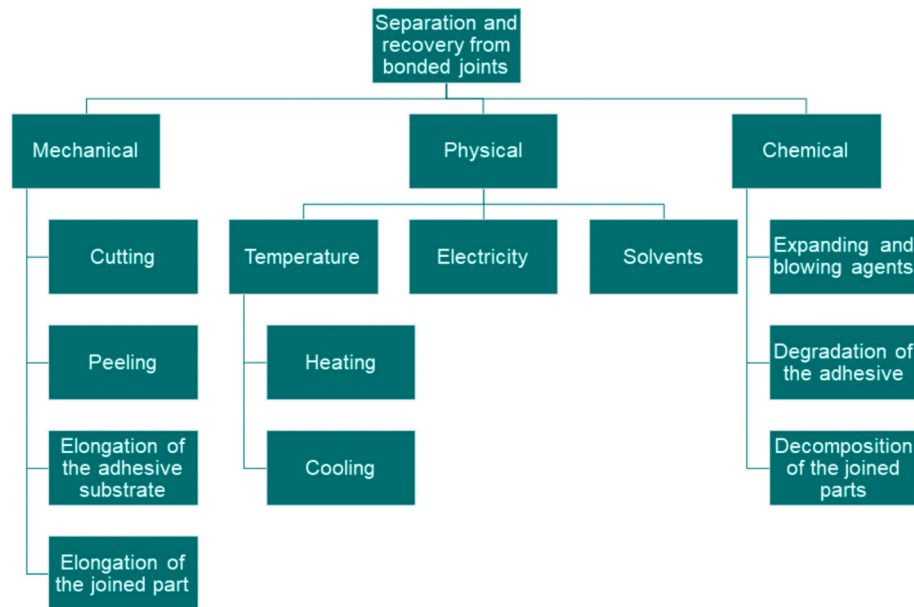 Separation and
recovery from
bonded joints
Mechanical
Physical
Chemical
Cutting
Peeling
Elongation of
the adhesive
substrate
Elongation
of the joined part
Temperature
Electricity
Solvents
Heating
Cooling
Expanding and
blowing agents
Degradation of
the adhesive
Decomposition
of the joined
parts